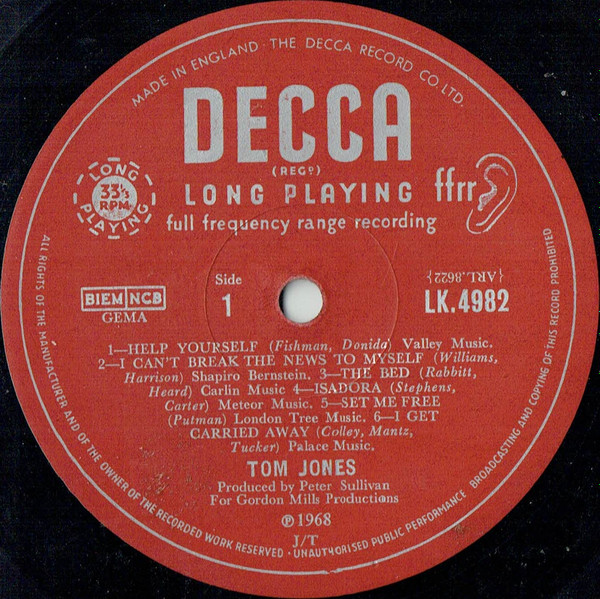 MADE IN ENGLAND · THE DECCA RECORD CO. LTD.
DECCA
(REGD)
LONG PLAYING
ffrr
full frequency range recording
LONG
33⅓
RPM.
PLAYING
BIEM NCB
GEMA
Side
1
{ARL.8622}
LK.4982
1—HELP YOURSELF (Fishman, Donida) Valley Music.
2—I CAN'T BREAK THE NEWS TO MYSELF (Williams,
Harrison) Shapiro Bernstein. 3—THE BED (Rabbitt,
Heard) Carlin Music 4—ISADORA (Stephens,
Carter) Meteor Music. 5—SET ME FREE
(Putman) London Tree Music. 6—I GET
CARRIED AWAY (Colley, Mantz,
Tucker) Palace Music.
TOM JONES
Produced by Peter Sullivan
For Gordon Mills Productions
℗1968
J/T
ALL RIGHTS OF THE MANUFACTURER AND OF THE OWNER OF THE RECORDED WORK RESERVED · UNAUTHORISED PUBLIC PERFORMANCE BROADCASTING AND COPYING OF THIS RECORD PROHIBITED